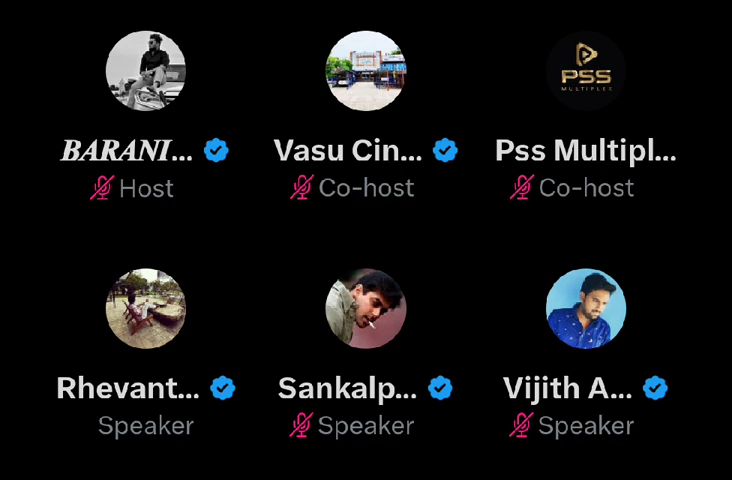 PSS
MULTIPLEX
BARANI... Vasu Cin... Pss Multipl...
Host Co-host Co-host
Rhevant... Sankalp... Vijith A...
Speaker Speaker Speaker